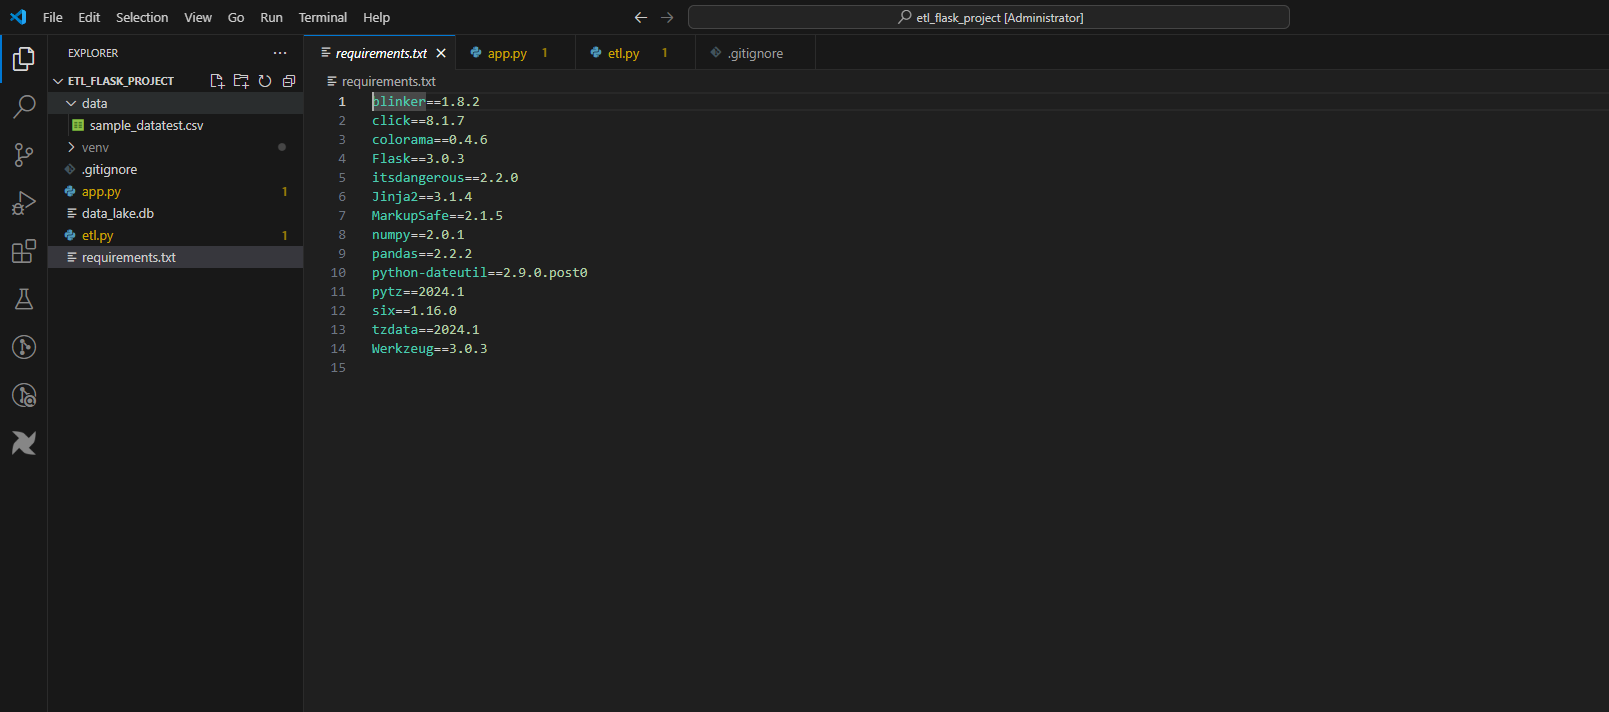 File Edit Selection View Go Run Terminal Help
etl_flask_project [Administrator]
EXPLORER
ETL_FLASK_PROJECT
data
sample_datatest.csv
venv
.gitignore
app.py 1
data_lake.db
etl.py 1
requirements.txt
requirements.txt app.py 1 etl.py 1 .gitignore
requirements.txt
1 blinker==1.8.2
2 click==8.1.7
3 colorama==0.4.6
4 Flask==3.0.3
5 itsdangerous==2.2.0
6 Jinja2==3.1.4
7 MarkupSafe==2.1.5
8 numpy==2.0.1
9 pandas==2.2.2
10 python-dateutil==2.9.0.post0
11 pytz==2024.1
12 six==1.16.0
13 tzdata==2024.1
14 Werkzeug==3.0.3
15